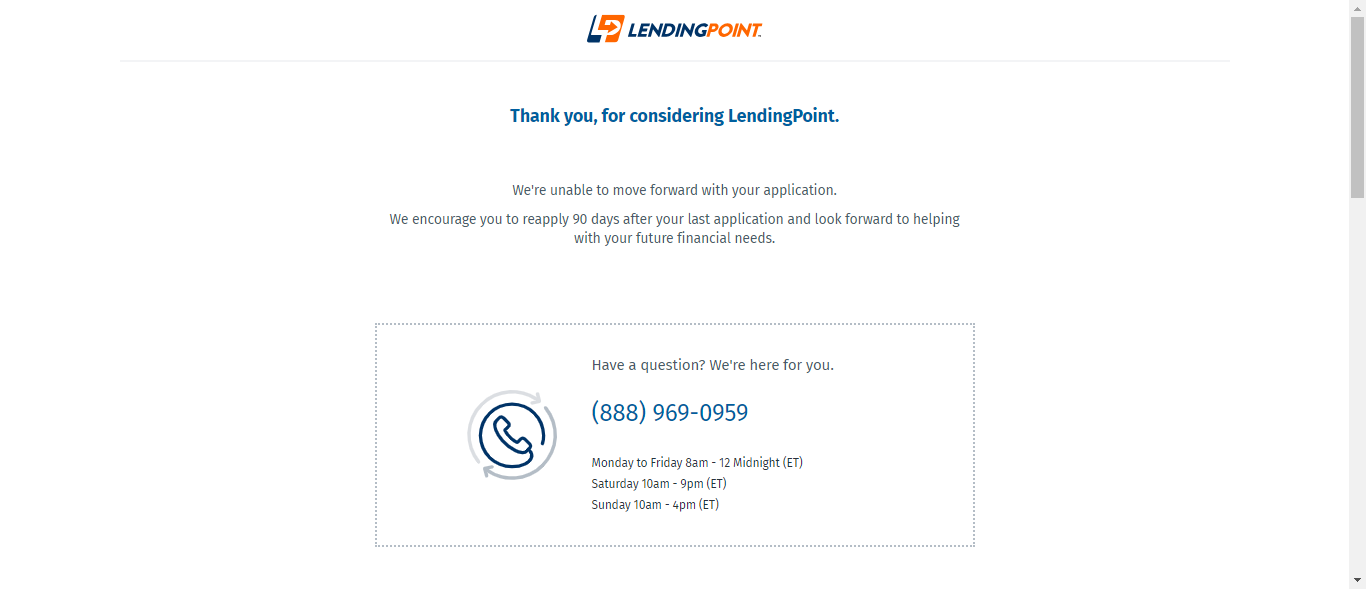 LENDINGPOINT™
Thank you, for considering LendingPoint.
We're unable to move forward with your application.
We encourage you to reapply 90 days after your last application and look forward to helping
with your future financial needs.
Have a question? We're here for you.
(888) 969-0959
Monday to Friday 8am - 12 Midnight (ET)
Saturday 10am - 9pm (ET)
Sunday 10am - 4pm (ET)